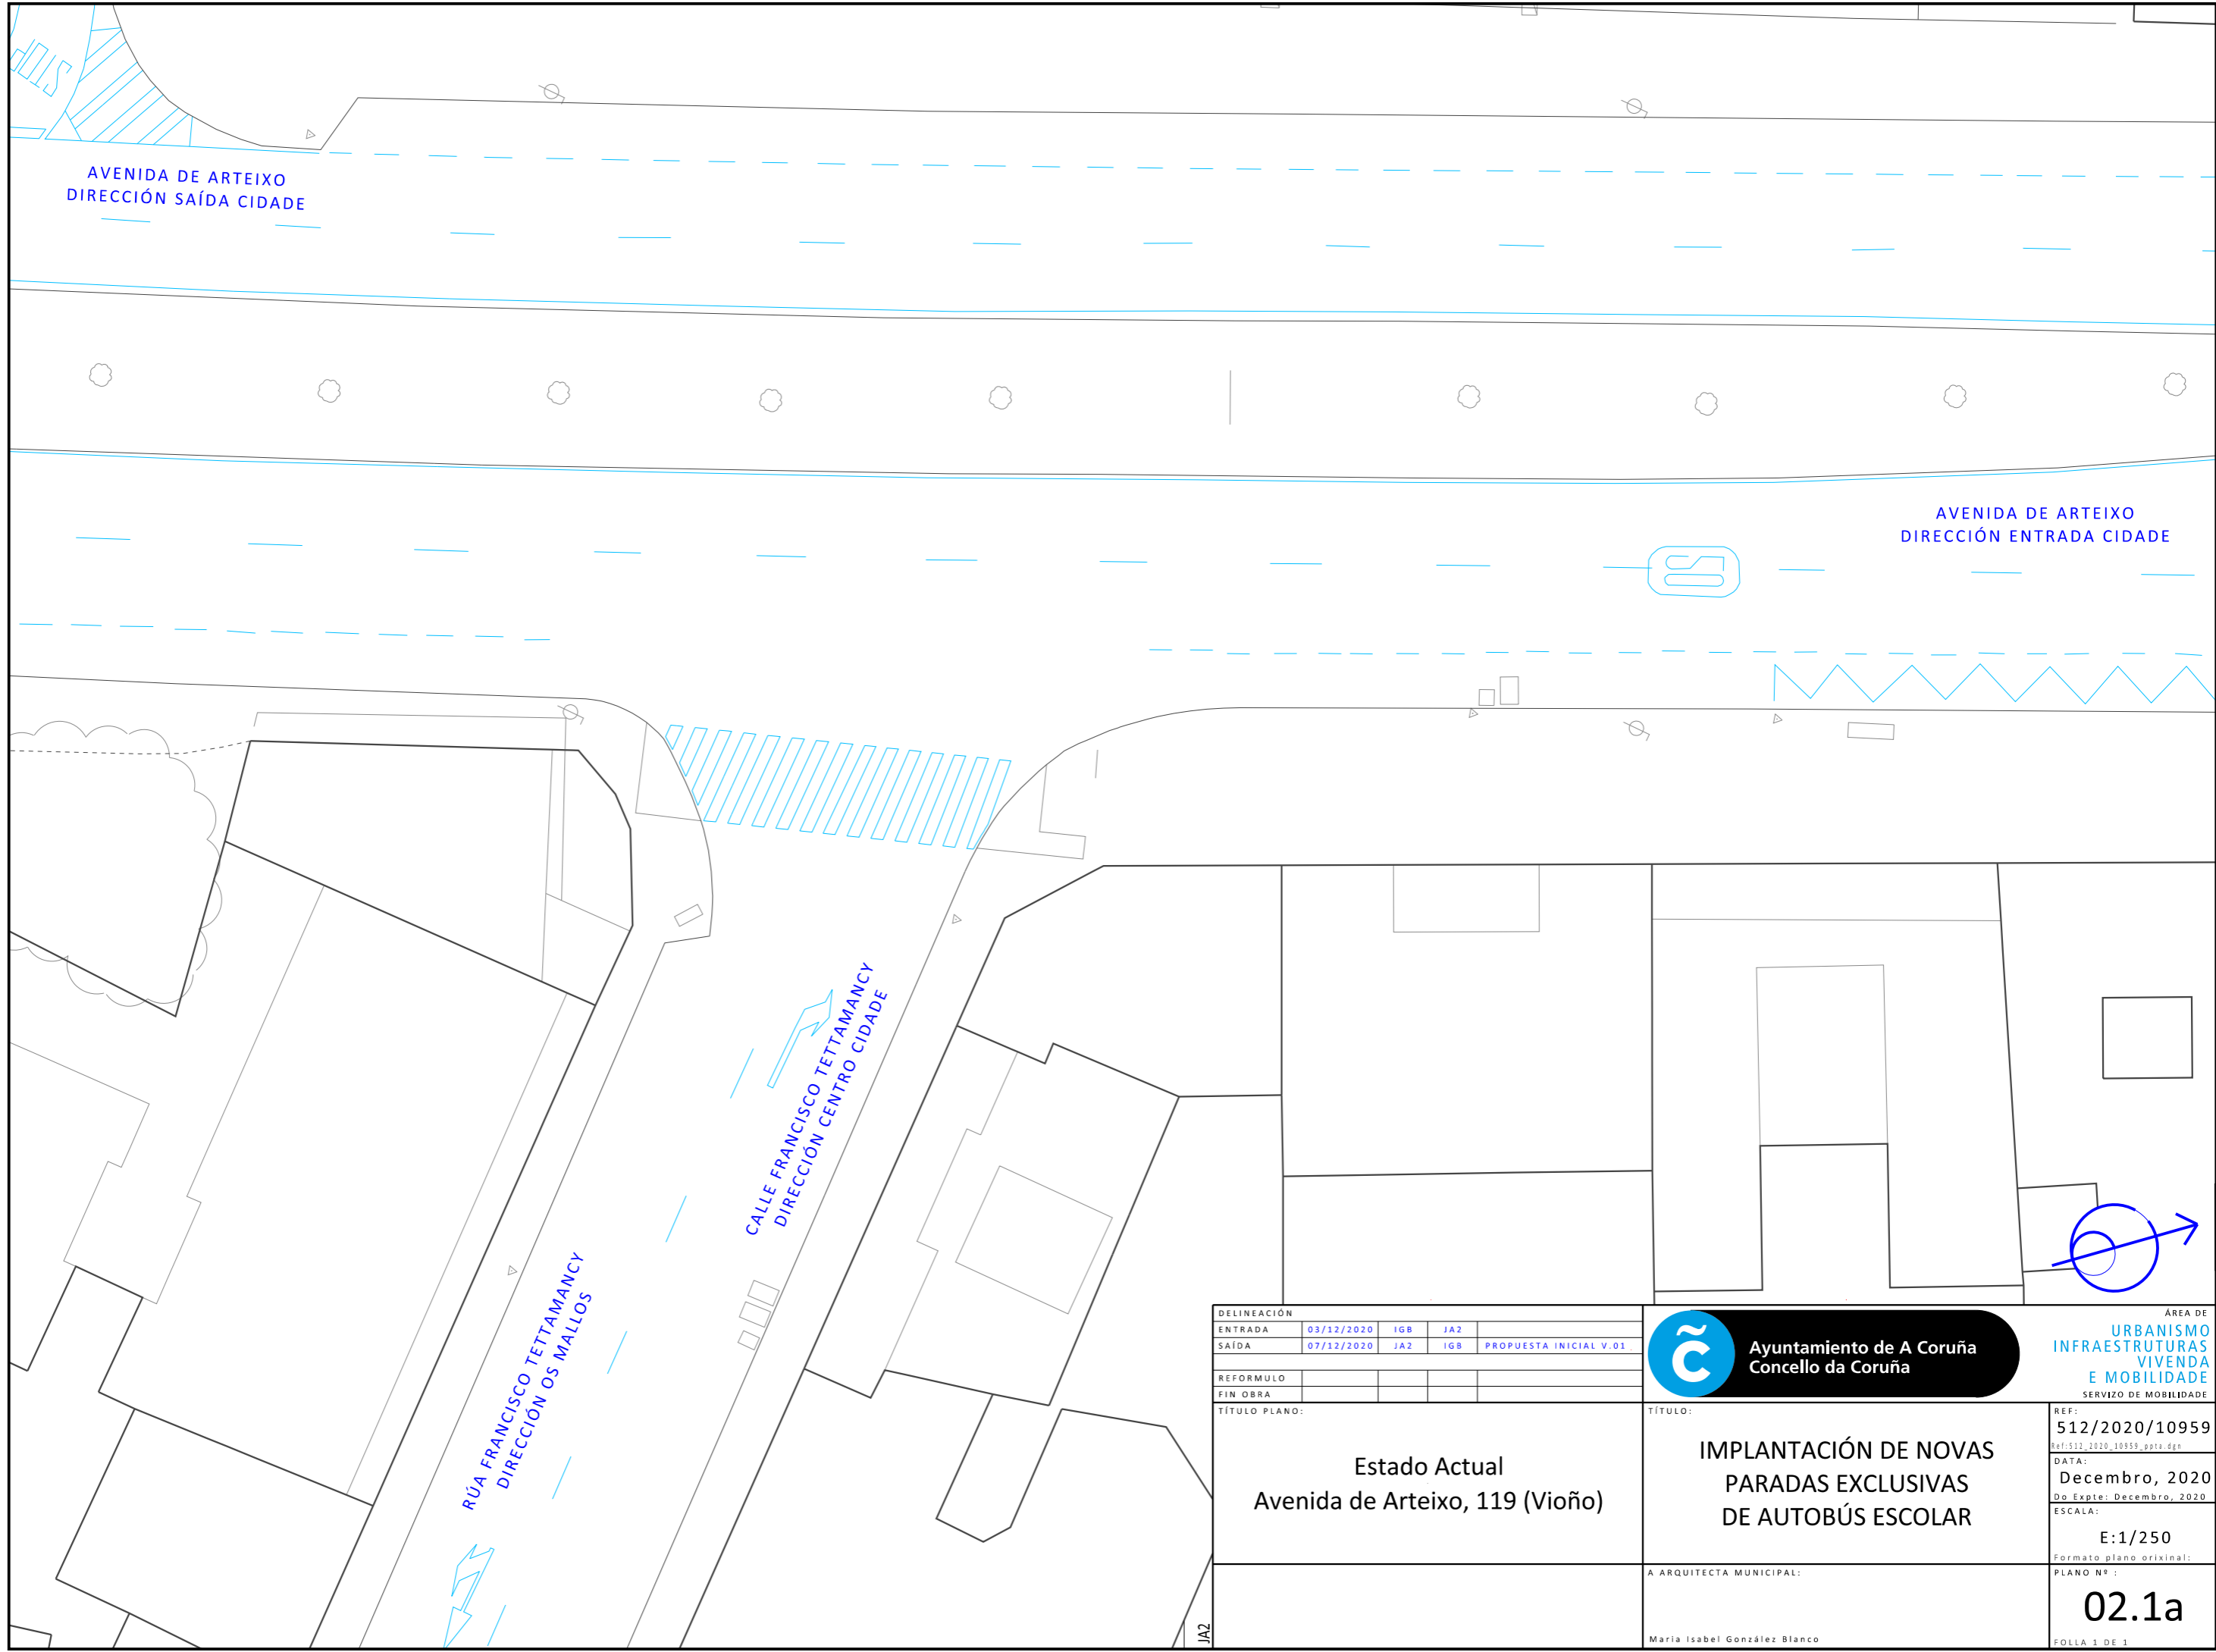 AVENIDA DE ARTEIXO
DIRECCIÓN SAÍDA CIDADE
AVENIDA DE ARTEIXO
DIRECCIÓN ENTRADA CIDADE
50
CALLE FRANCISCO TETTAMANCY
DIRECCIÓN CENTRO CIDADE
RÚA FRANCISCO TETTAMANCY
DIRECCIÓN OS MALLOS
JA2
DELINEACIÓN
ENTRADA 03/12/2020 IGB JA2
SAÍDA 07/12/2020 JA2 IGB PROPUESTA INICIAL V.01
REFORMULO
FIN OBRA
Ayuntamiento de A Coruña
Concello da Coruña
ÁREA DE
URBANISMO
INFRAESTRUTURAS
VIVENDA
E MOBILIDADE
SERVIZO DE MOBILIDADE
TÍTULO PLANO:
Estado Actual
Avenida de Arteixo, 119 (Vioño)
TÍTULO:
IMPLANTACIÓN DE NOVAS
PARADAS EXCLUSIVAS
DE AUTOBÚS ESCOLAR
REF:
512/2020/10959
Ref:512_2020_10959_ppta.dgn
DATA:
Decembro, 2020
Do Expte: Decembro, 2020
ESCALA:
E:1/250
Formato plano orixinal:
A ARQUITECTA MUNICIPAL:
María Isabel González Blanco
PLANO Nº :
02.1a
FOLLA 1 DE 1